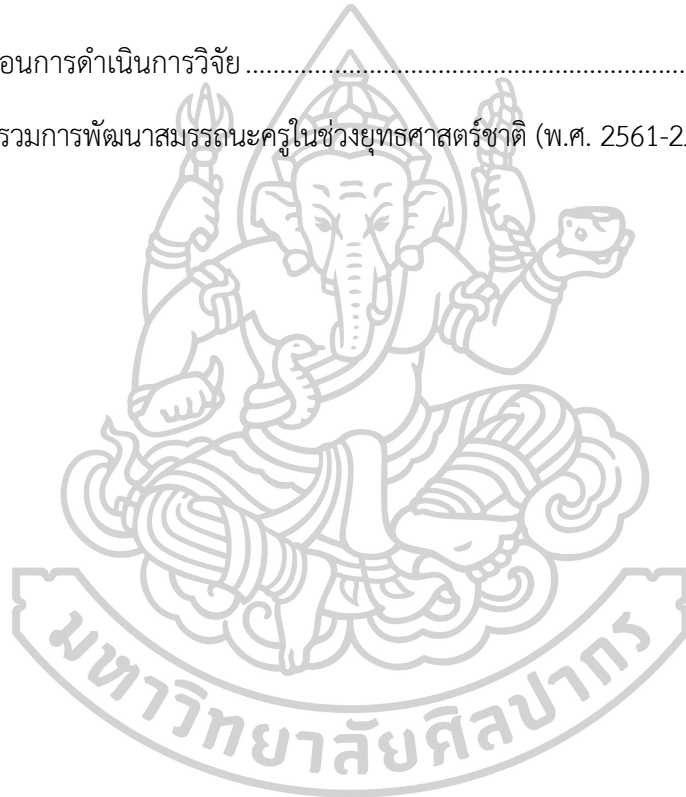 อนการดำเนินการวิจัย......................................................................................
รวมการพัฒนาสมรรถนะครูในช่วงยุทธศาสตร์ชาติ (พ.ศ. 2561-2
มหาวิทยาลัยศิลปากร